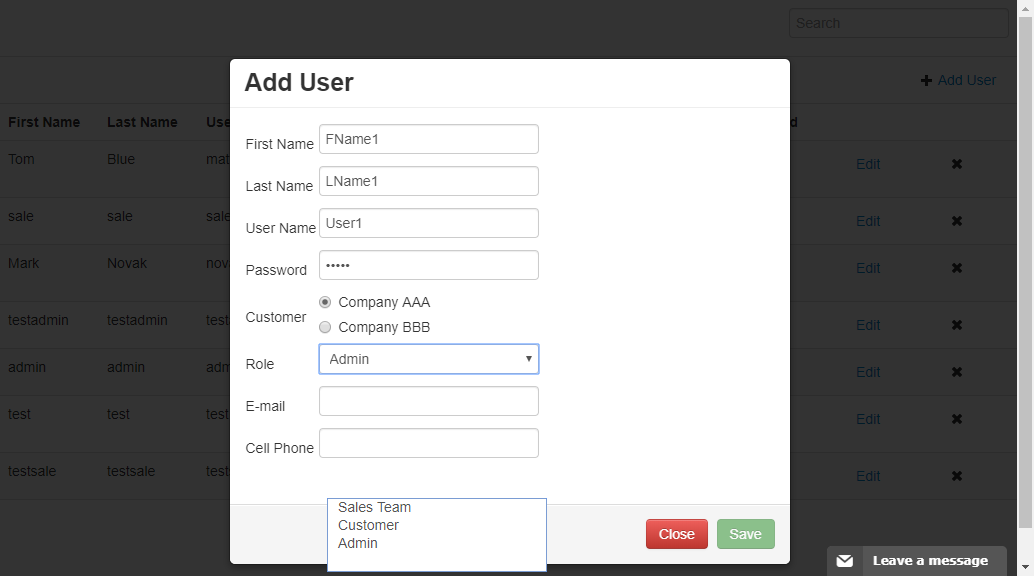 Search
Add User
Add User
First Name Last Name Use d
Tom Blue mat Edit
sale sale sale Edit
Mark Novak nov Edit
testadmin testadmin test Edit
admin admin adm Edit
test test test Edit
testsale testsale test Edit
First Name FName1
Last Name LName1
User Name User1
Password •••••
Customer Company AAA
Company BBB
Role Admin
E-mail
Cell Phone
Sales Team
Customer
Admin
Close Save
Leave a message